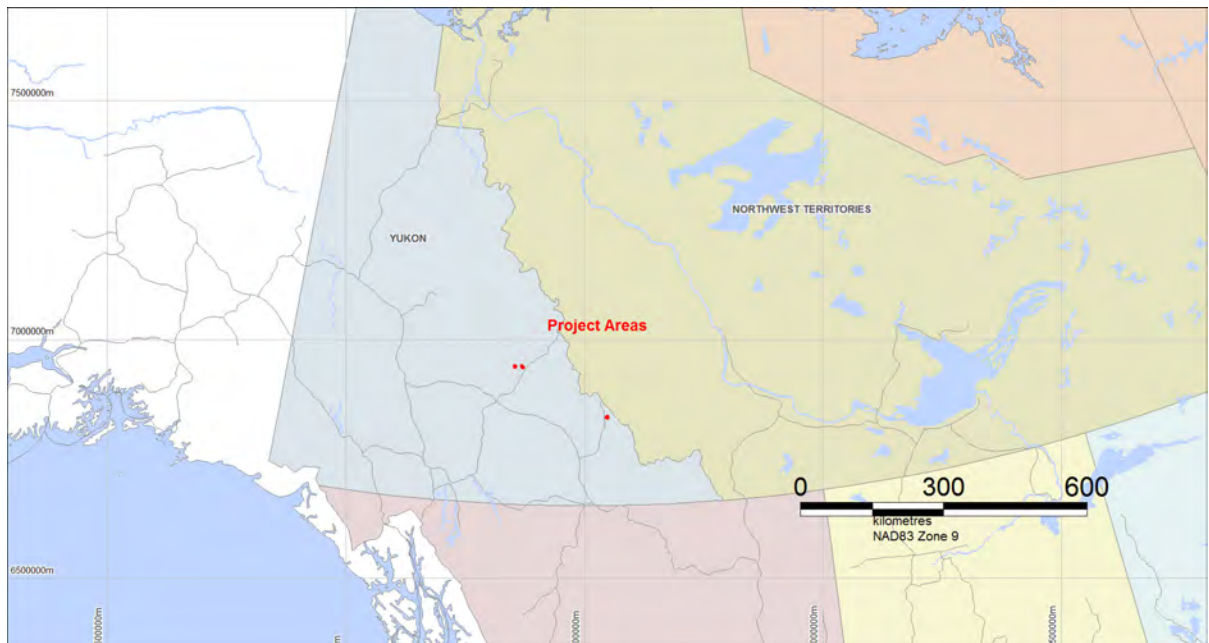 7500000m
NORTHWEST TERRITORIES
YUKON
Project Areas
7000000m
0 300 600
kilometres
NAD83 Zone 9
6500000m